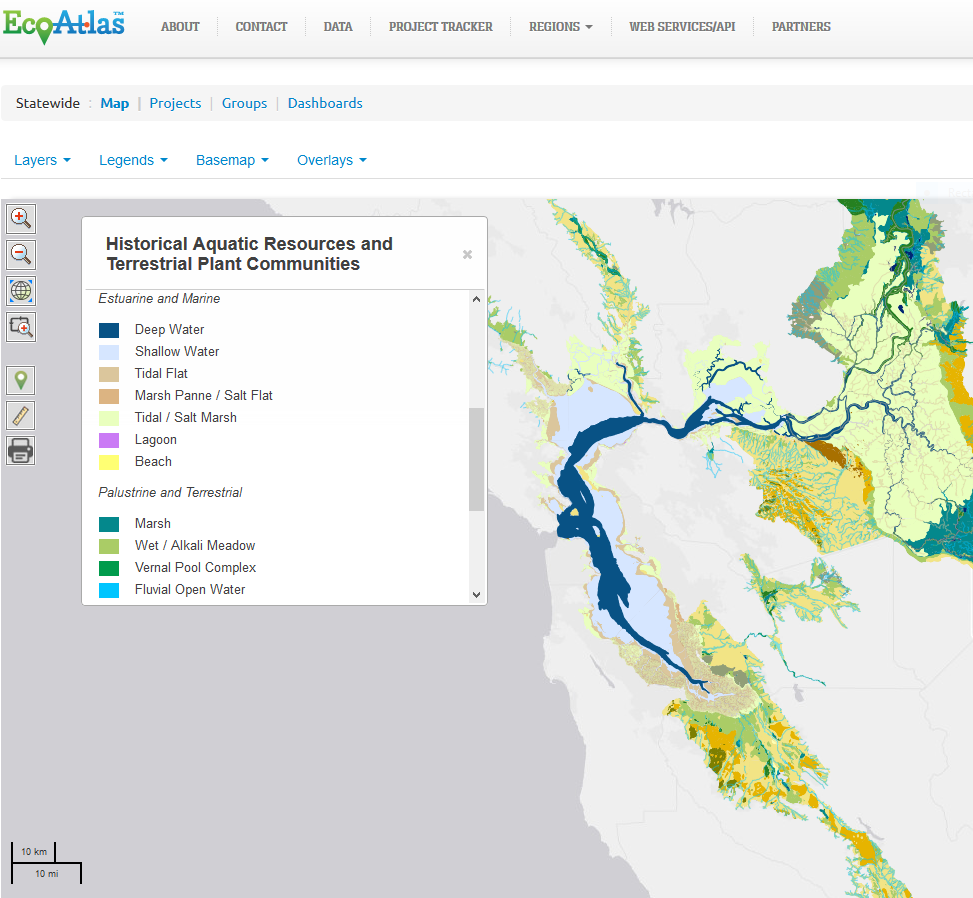 EcoAtlas™
ABOUT CONTACT DATA PROJECT TRACKER REGIONS WEB SERVICES/API PARTNERS
Statewide : Map | Projects | Groups | Dashboards
Layers Legends Basemap Overlays
Historical Aquatic Resources and
Terrestrial Plant Communities
×
Estuarine and Marine
Deep Water
Shallow Water
Tidal Flat
Marsh Panne / Salt Flat
Tidal / Salt Marsh
Lagoon
Beach
Palustrine and Terrestrial
Marsh
Wet / Alkali Meadow
Vernal Pool Complex
Fluvial Open Water
10 km
10 mi